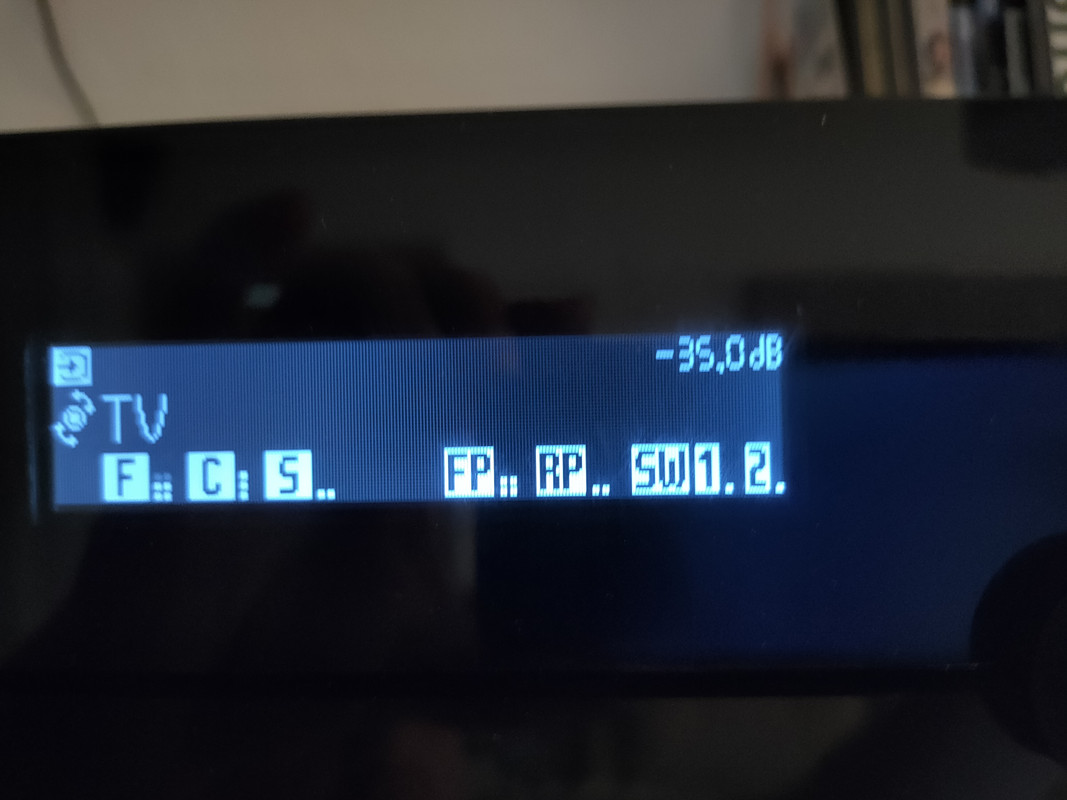 -35,0dB
TV
F:: C: S.. FP:: RP.. SW1. 2.